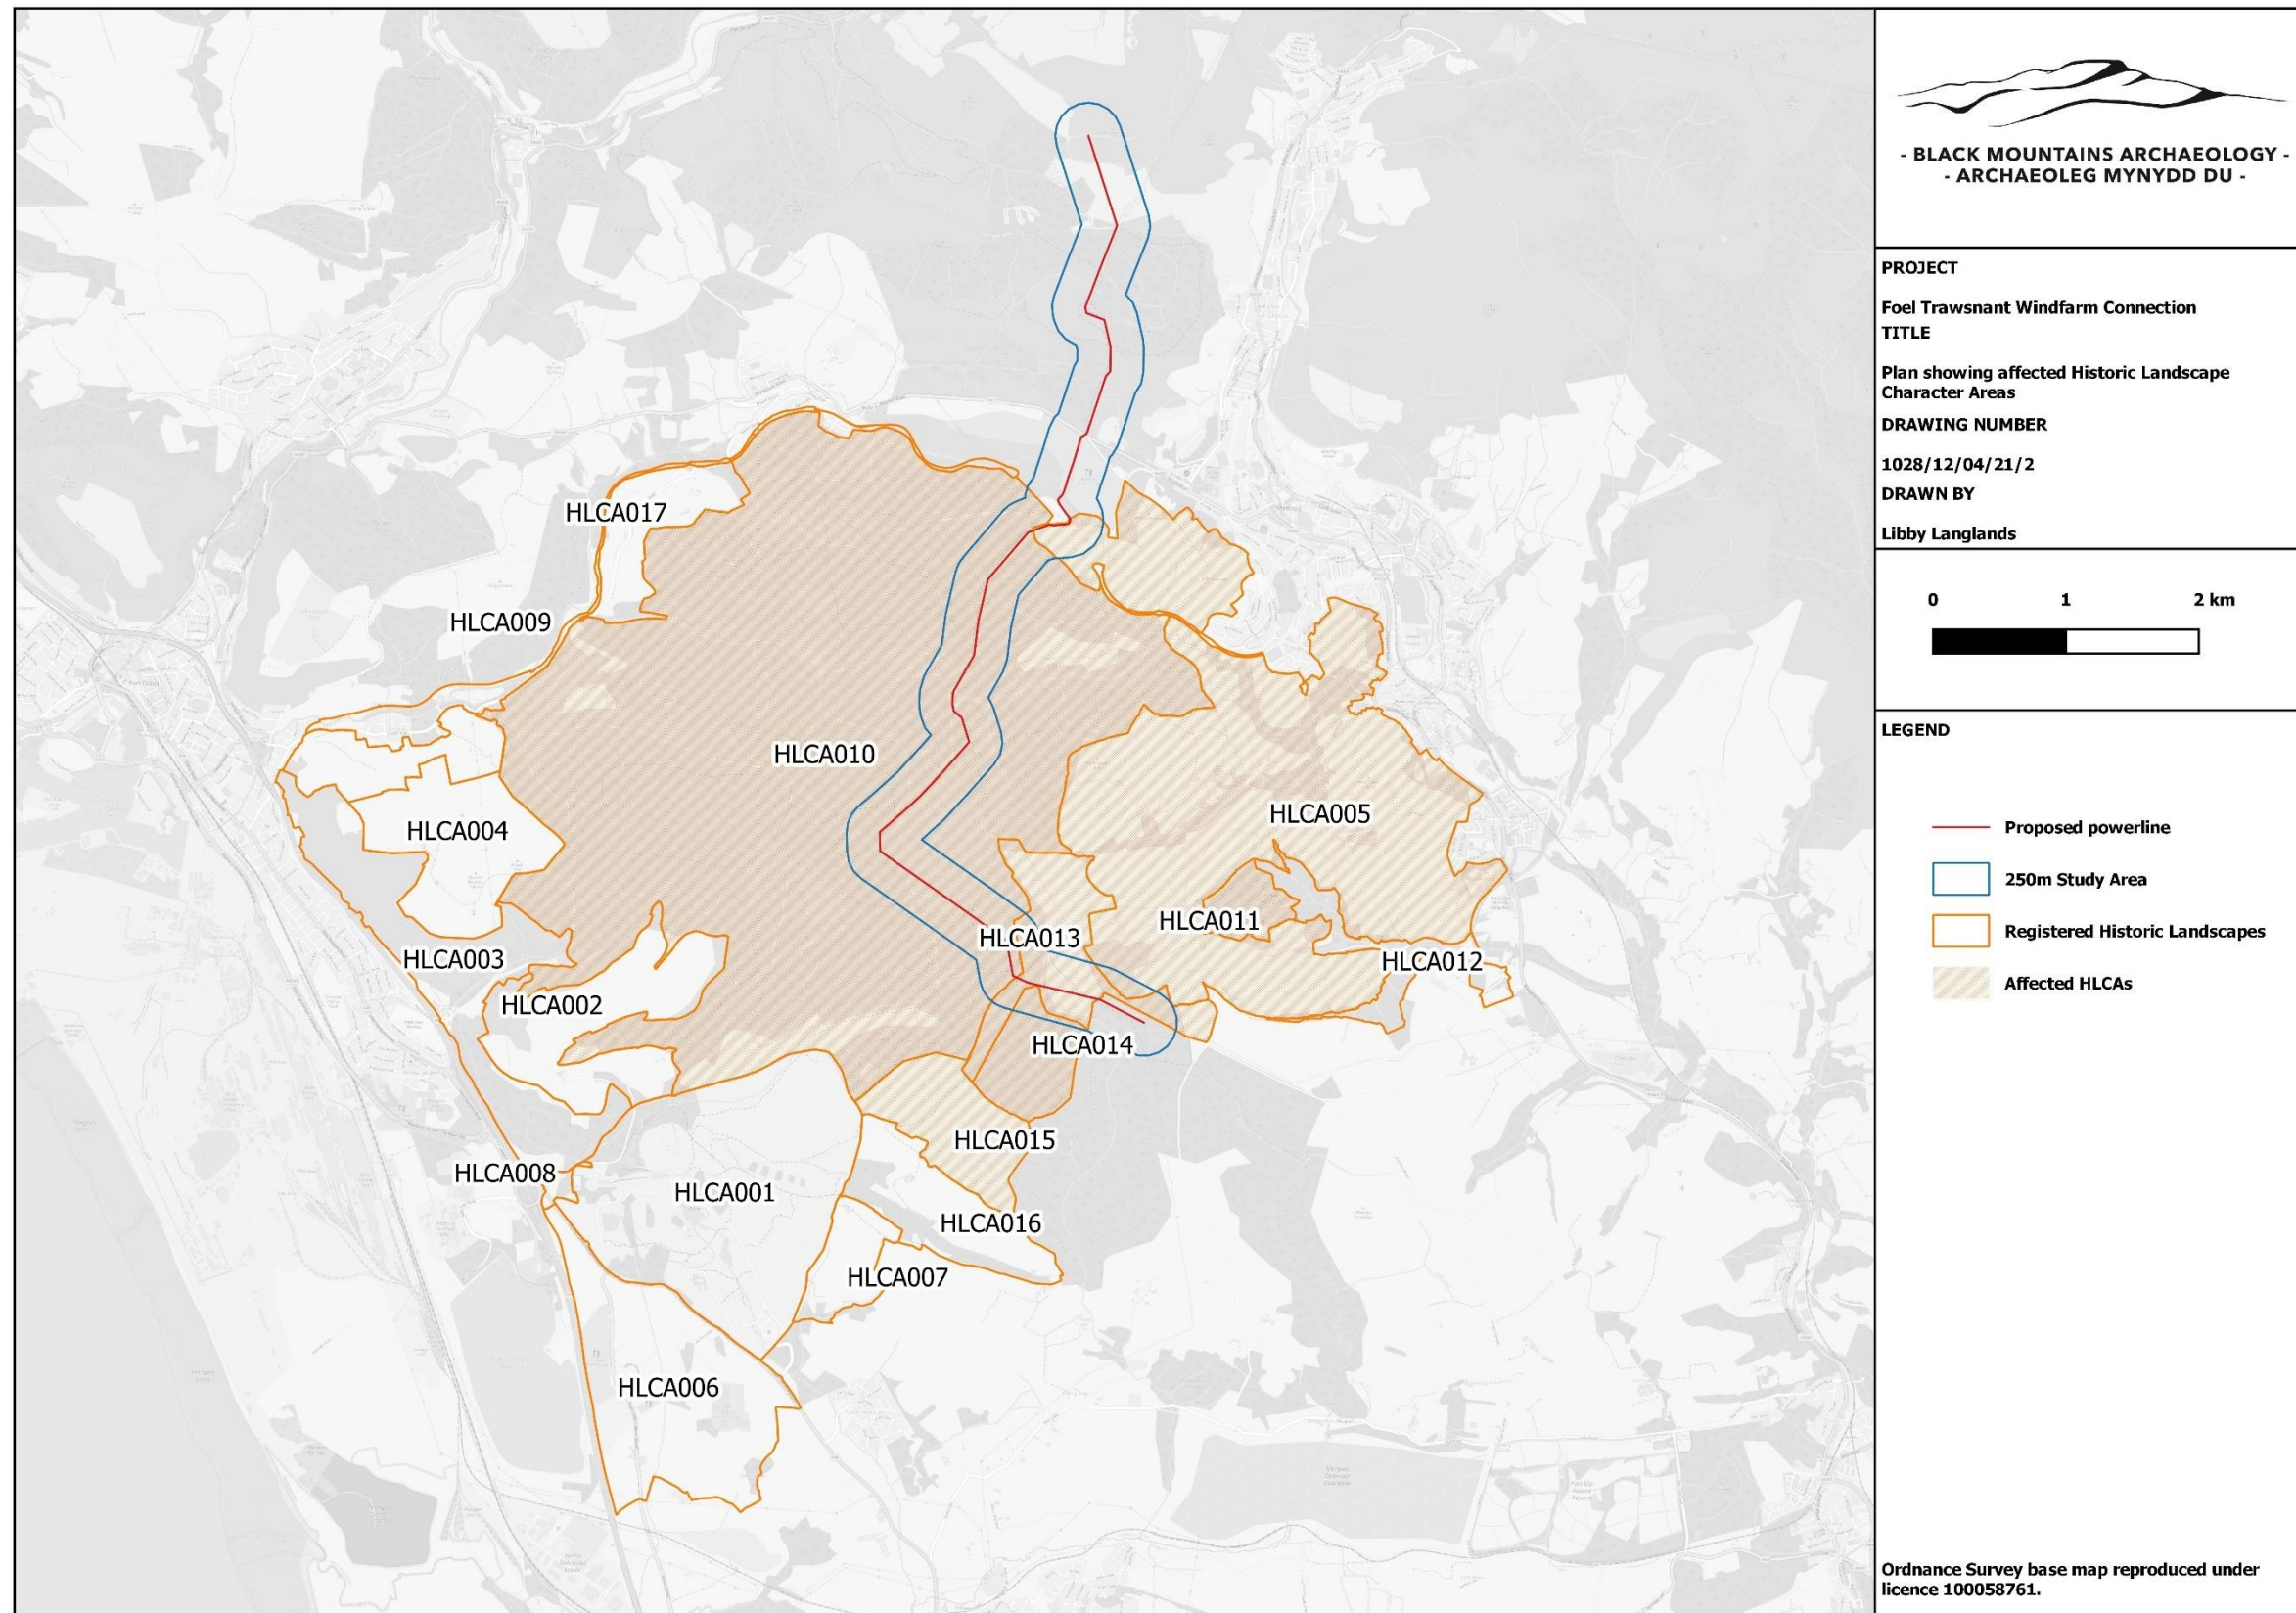 - BLACK MOUNTAINS ARCHAEOLOGY -
- ARCHAEOLEG MYNYDD DU -
PROJECT
Foel Trawsnant Windfarm Connection
TITLE
Plan showing affected Historic Landscape
Character Areas
DRAWING NUMBER
1028/12/04/21/2
DRAWN BY
Libby Langlands
0 1 2 km
LEGEND
Proposed powerline
250m Study Area
Registered Historic Landscapes
Affected HLCAs
Ordnance Survey base map reproduced under
licence 100058761.
HLCA017
HLCA009
HLCA010
HLCA004
HLCA005
HLCA011
HLCA013
HLCA003
HLCA012
HLCA002
HLCA014
HLCA015
HLCA008
HLCA001
HLCA016
HLCA007
HLCA006